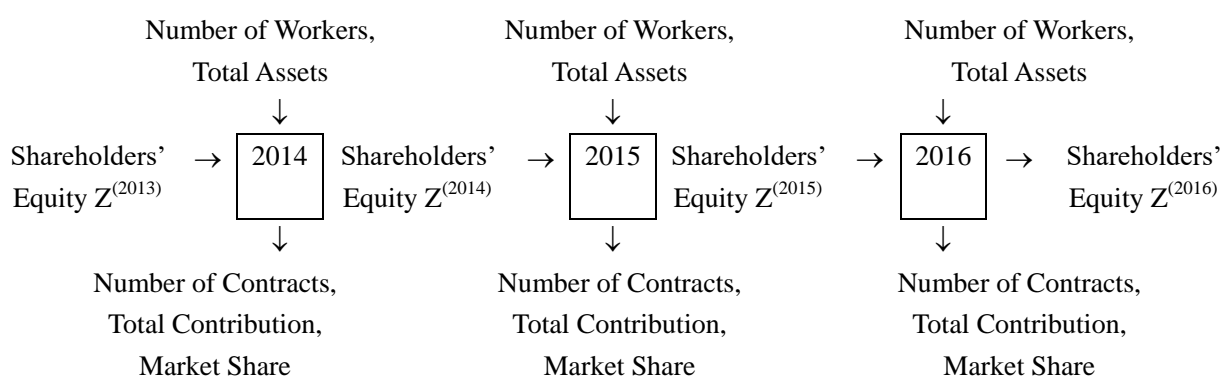 Number of Workers, Number of Workers, Number of Workers,
Total Assets Total Assets Total Assets
↓ ↓ ↓
Shareholders’ → 2014 Shareholders’ → 2015 Shareholders’ → 2016 → Shareholders’
Equity Z(2013) Equity Z(2014) Equity Z(2015) Equity Z(2016)
↓ ↓ ↓
Number of Contracts, Number of Contracts, Number of Contracts,
Total Contribution, Total Contribution, Total Contribution,
Market Share Market Share Market Share